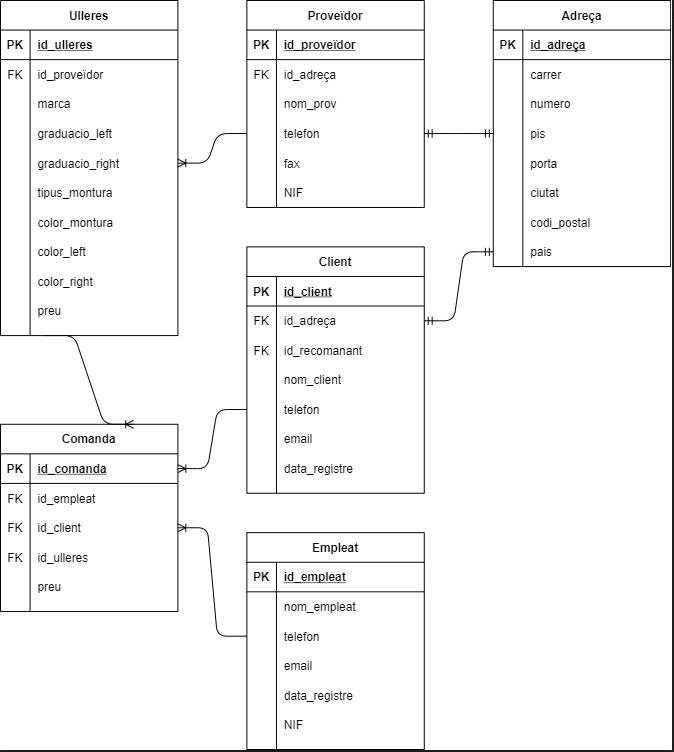 Ulleres
PK id_ulleres
FK id_proveïdor
marca
graduacio_left
graduacio_right
tipus_montura
color_montura
color_left
color_right
preu
Proveïdor
PK id_proveïdor
FK id_adreça
nom_prov
telefon
fax
NIF
Adreça
PK id_adreça
carrer
numero
pis
porta
ciutat
codi_postal
pais
Client
PK id_client
FK id_adreça
FK id_recomanant
nom_client
telefon
email
data_registre
Comanda
PK id_comanda
FK id_empleat
FK id_client
FK id_ulleres
preu
Empleat
PK id_empleat
nom_empleat
telefon
email
data_registre
NIF